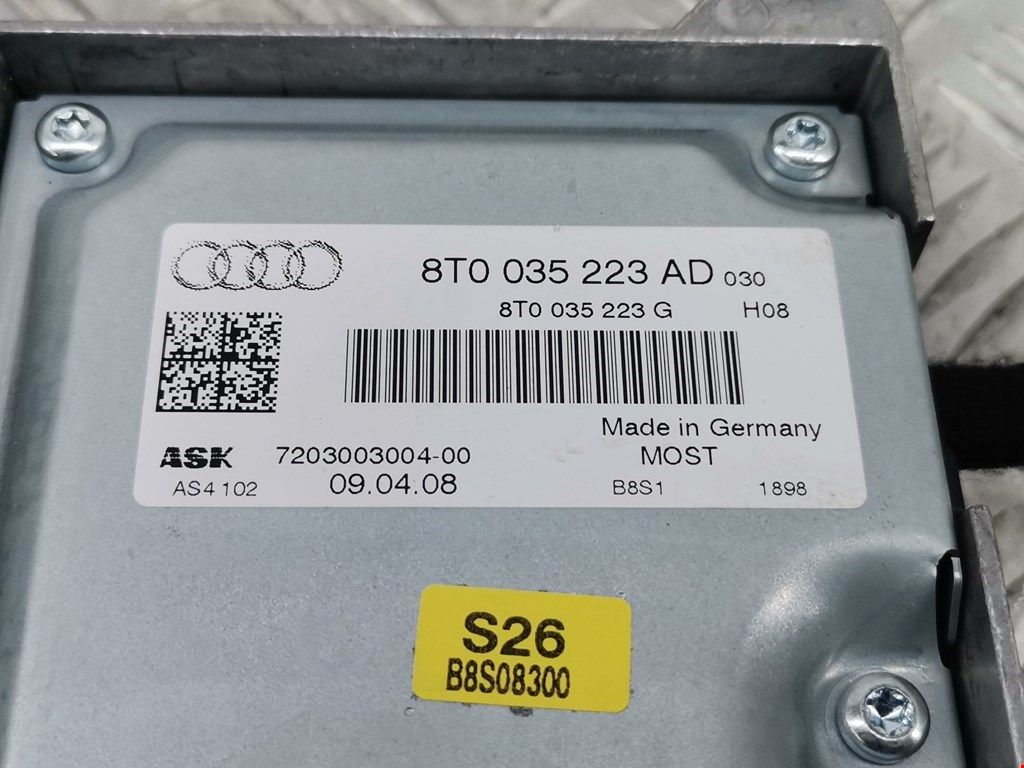 8T0 035 223 AD 030
8T0 035 223 G H08
Made in Germany
ASK 7203003004-00 MOST
AS4 102 09.04.08 B8S1 1898
S26
B8S08300